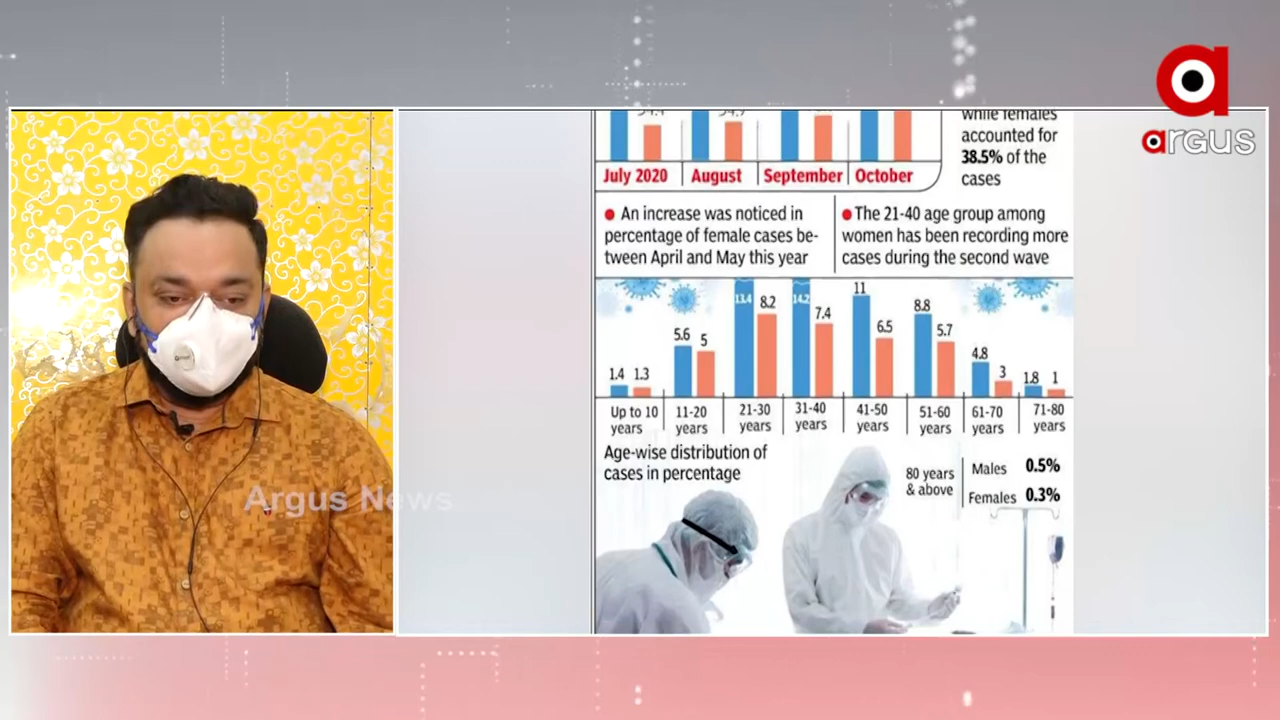 argus
while females
accounted for
38.5% of the
cases
July 2020
August
September
October
● An increase was noticed in
percentage of female cases be-
tween April and May this year
● The 21-40 age group among
women has been recording more
cases during the second wave
1.4 1.3
5.6 5
13.4 8.2
14.2 7.4
11 6.5
8.8 5.7
4.8 3
1.8 1
Up to 10
years
11-20
years
21-30
years
31-40
years
41-50
years
51-60
years
61-70
years
71-80
years
Age-wise distribution of
cases in percentage
80 years
& above
Males 0.5%
Females 0.3%
Argus News